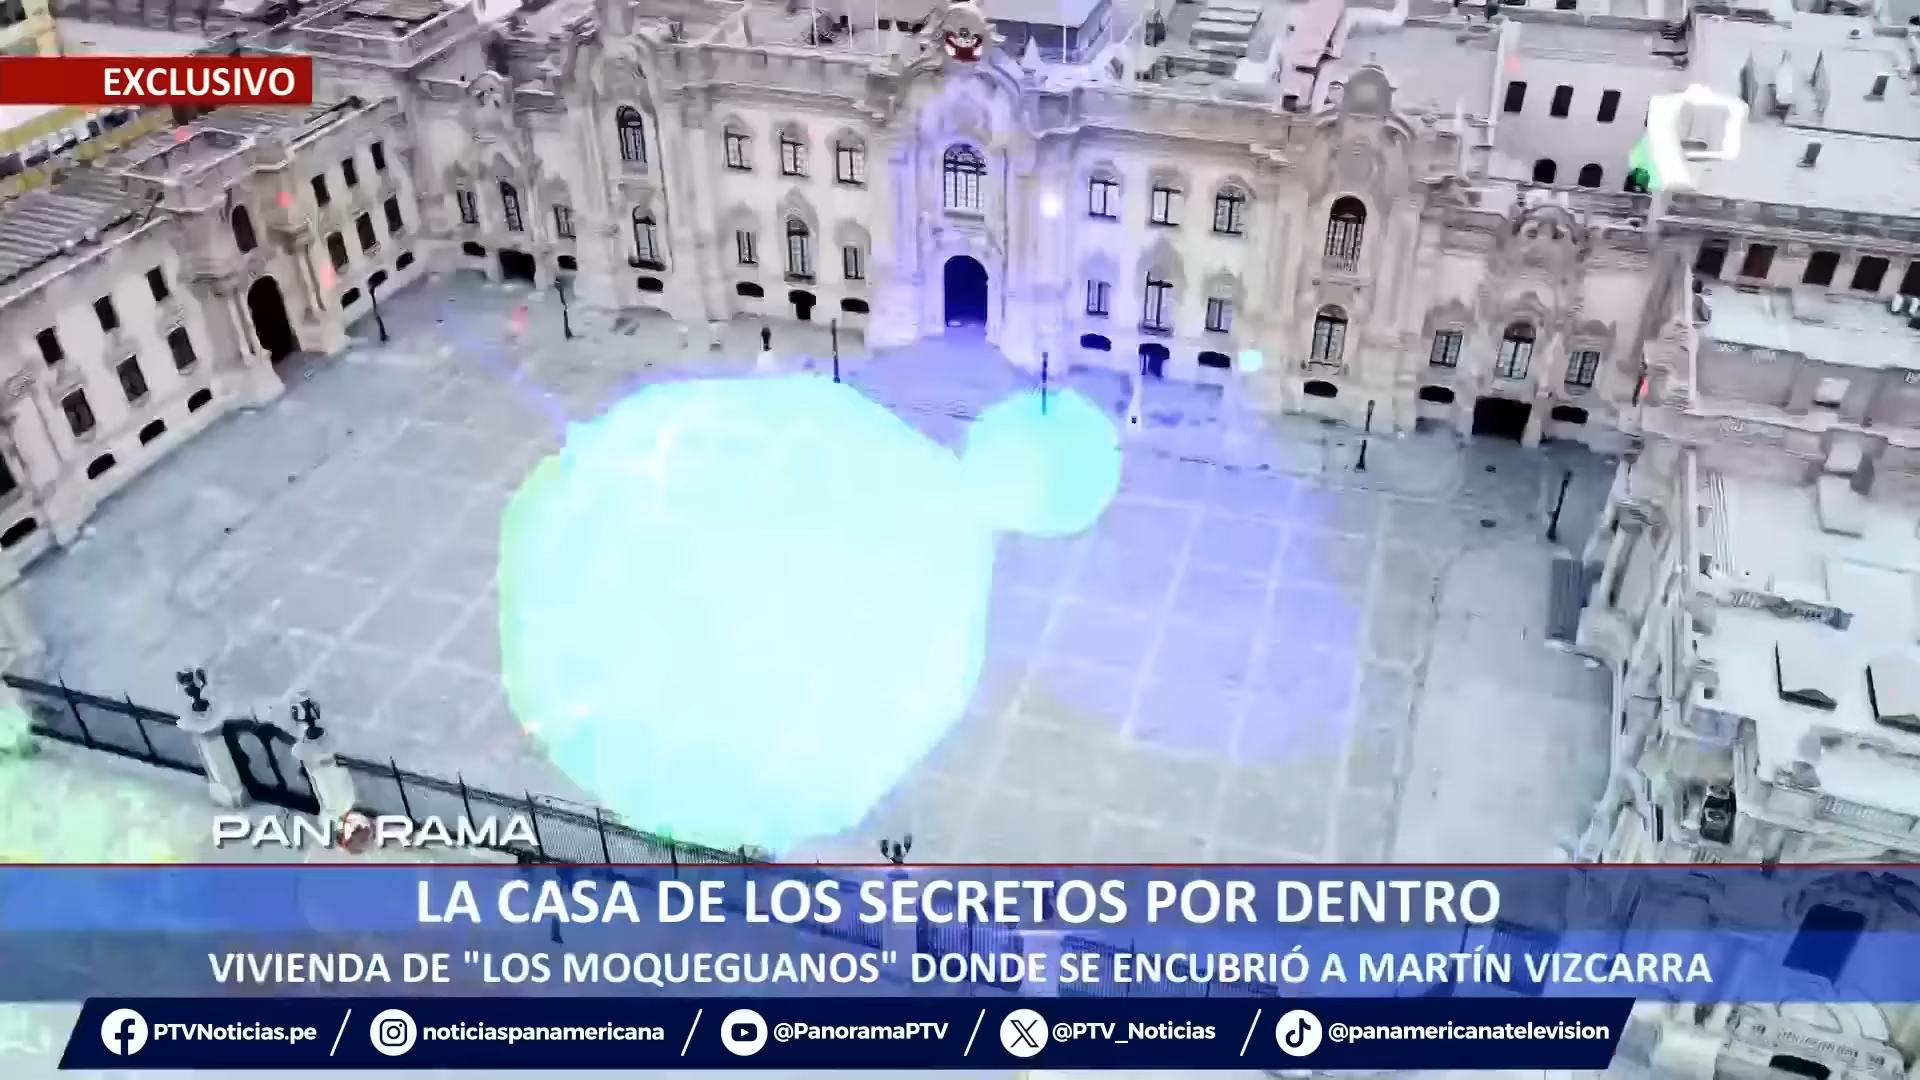 EXCLUSIVO
PANORAMA
LA CASA DE LOS SECRETOS POR DENTRO
VIVIENDA DE "LOS MOQUEGUANOS" DONDE SE ENCUBRIÓ A MARTÍN VIZCARRA
PTVNoticias.pe / noticiaspanamericana / @PanoramaPTV / @PTV_Noticias / @panamericanatelevision